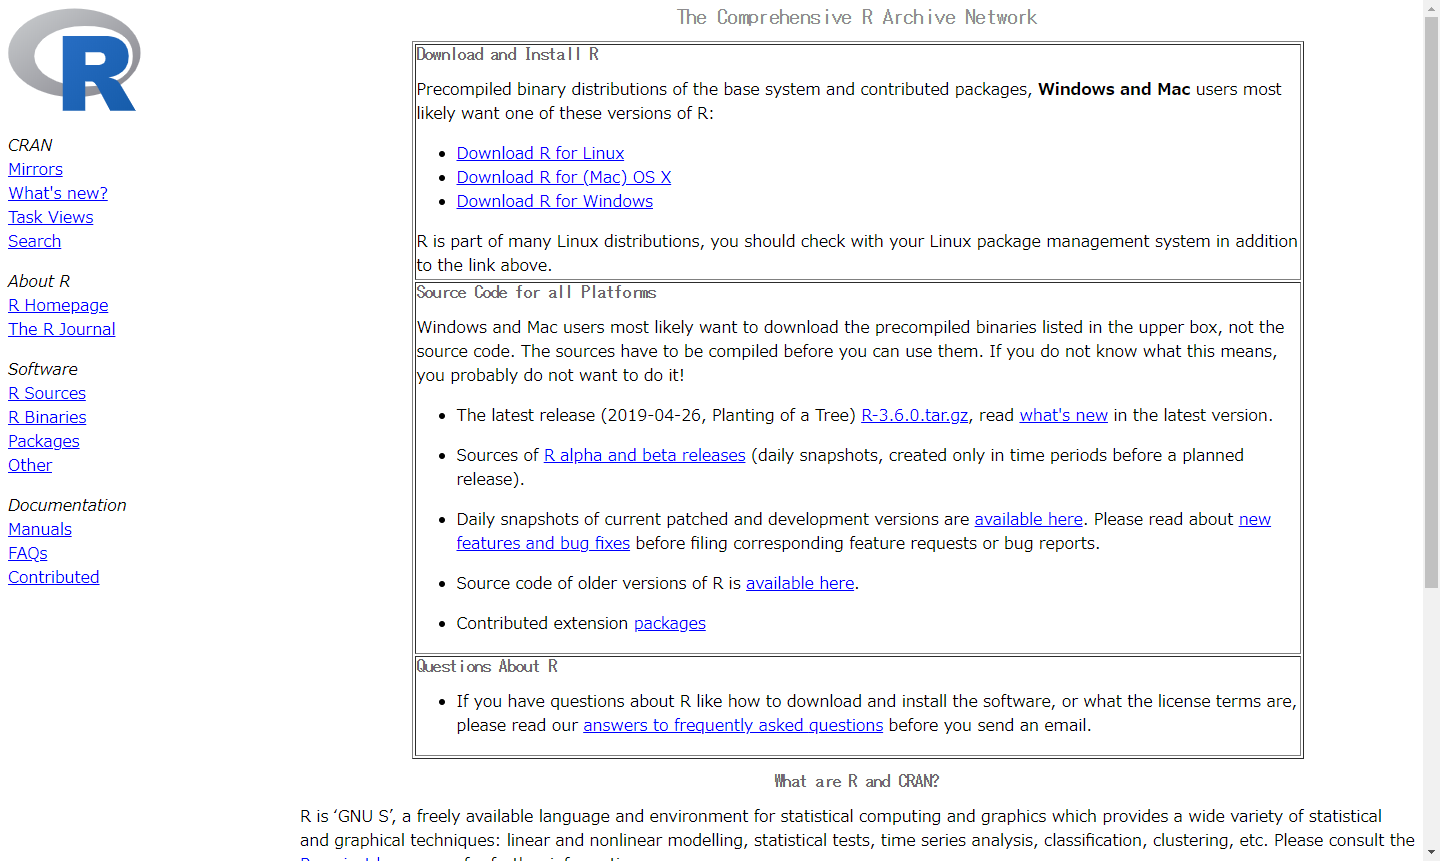 R
CRAN
Mirrors
What's new?
Task Views
Search
About R
R Homepage
The R Journal
Software
R Sources
R Binaries
Packages
Other
Documentation
Manuals
FAQs
Contributed
The Comprehensive R Archive Network
Download and Install R
Precompiled binary distributions of the base system and contributed packages, Windows and Mac users most
likely want one of these versions of R:
Download R for Linux
Download R for (Mac) OS X
Download R for Windows
R is part of many Linux distributions, you should check with your Linux package management system in addition
to the link above.
Source Code for all Platforms
Windows and Mac users most likely want to download the precompiled binaries listed in the upper box, not the
source code. The sources have to be compiled before you can use them. If you do not know what this means,
you probably do not want to do it!
The latest release (2019-04-26, Planting of a Tree) R-3.6.0.tar.gz, read what's new in the latest version.
Sources of R alpha and beta releases (daily snapshots, created only in time periods before a planned
release).
Daily snapshots of current patched and development versions are available here. Please read about new
features and bug fixes before filing corresponding feature requests or bug reports.
Source code of older versions of R is available here.
Contributed extension packages
Questions About R
If you have questions about R like how to download and install the software, or what the license terms are,
please read our answers to frequently asked questions before you send an email.
What are R and CRAN?
R is ‘GNU S’, a freely available language and environment for statistical computing and graphics which provides a wide variety of statistical
and graphical techniques: linear and nonlinear modelling, statistical tests, time series analysis, classification, clustering, etc. Please consult the